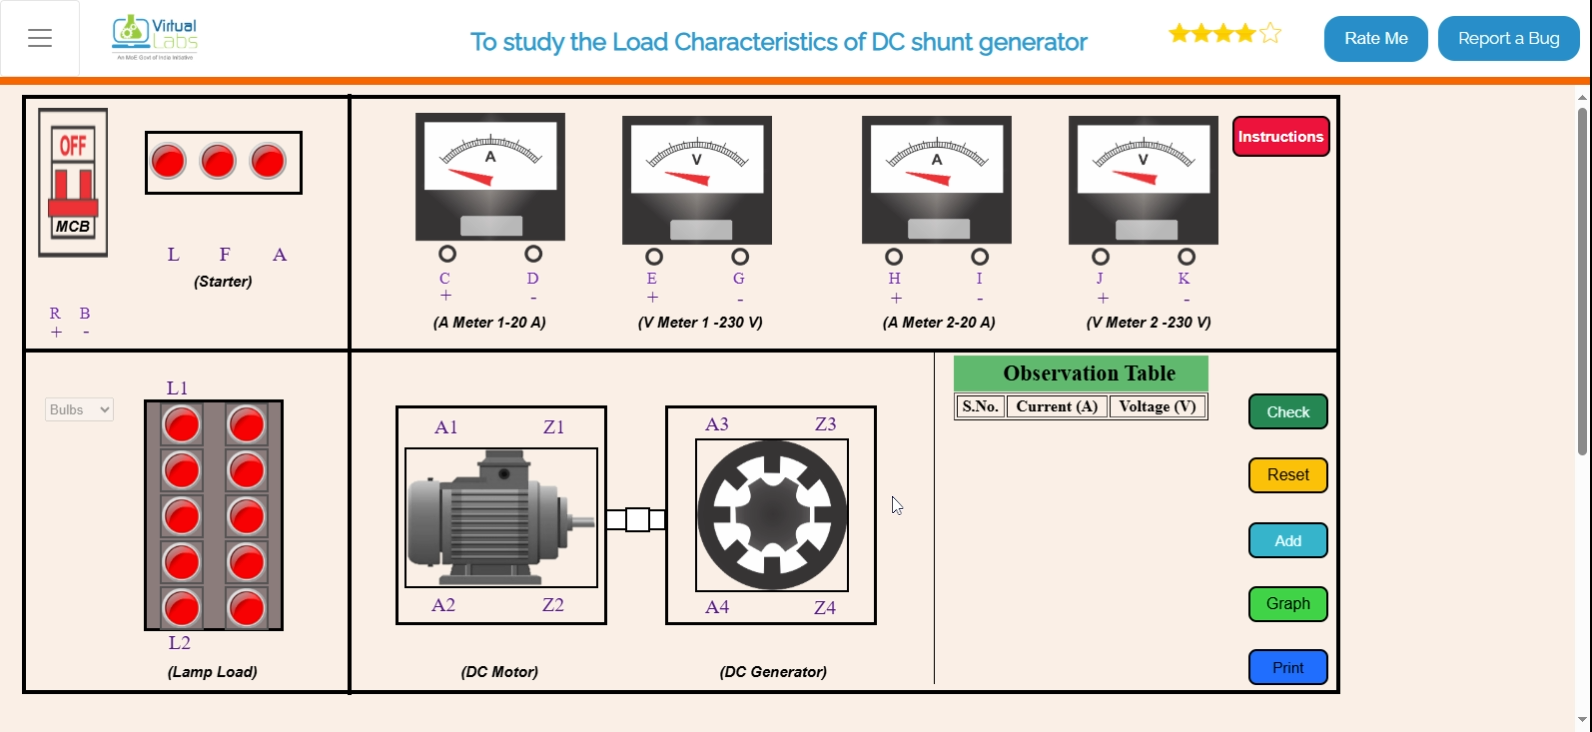 Virtual
Labs
An MoE Govt of India Initiative
To study the Load Characteristics of DC shunt generator
Rate Me
Report a Bug
OFF
MCB
L F A
(Starter)
R B
+ -
A
V
A
V
Instructions
C D
+ -
(A Meter 1-20 A)
E G
+ -
(V Meter 1 -230 V)
H I
+ -
(A Meter 2-20 A)
J K
+ -
(V Meter 2 -230 V)
Bulbs
L1
L2
(Lamp Load)
A1 Z1
A2 Z2
(DC Motor)
A3 Z3
A4 Z4
(DC Generator)
Observation Table
S.No. Current (A) Voltage (V)
Check
Reset
Add
Graph
Print